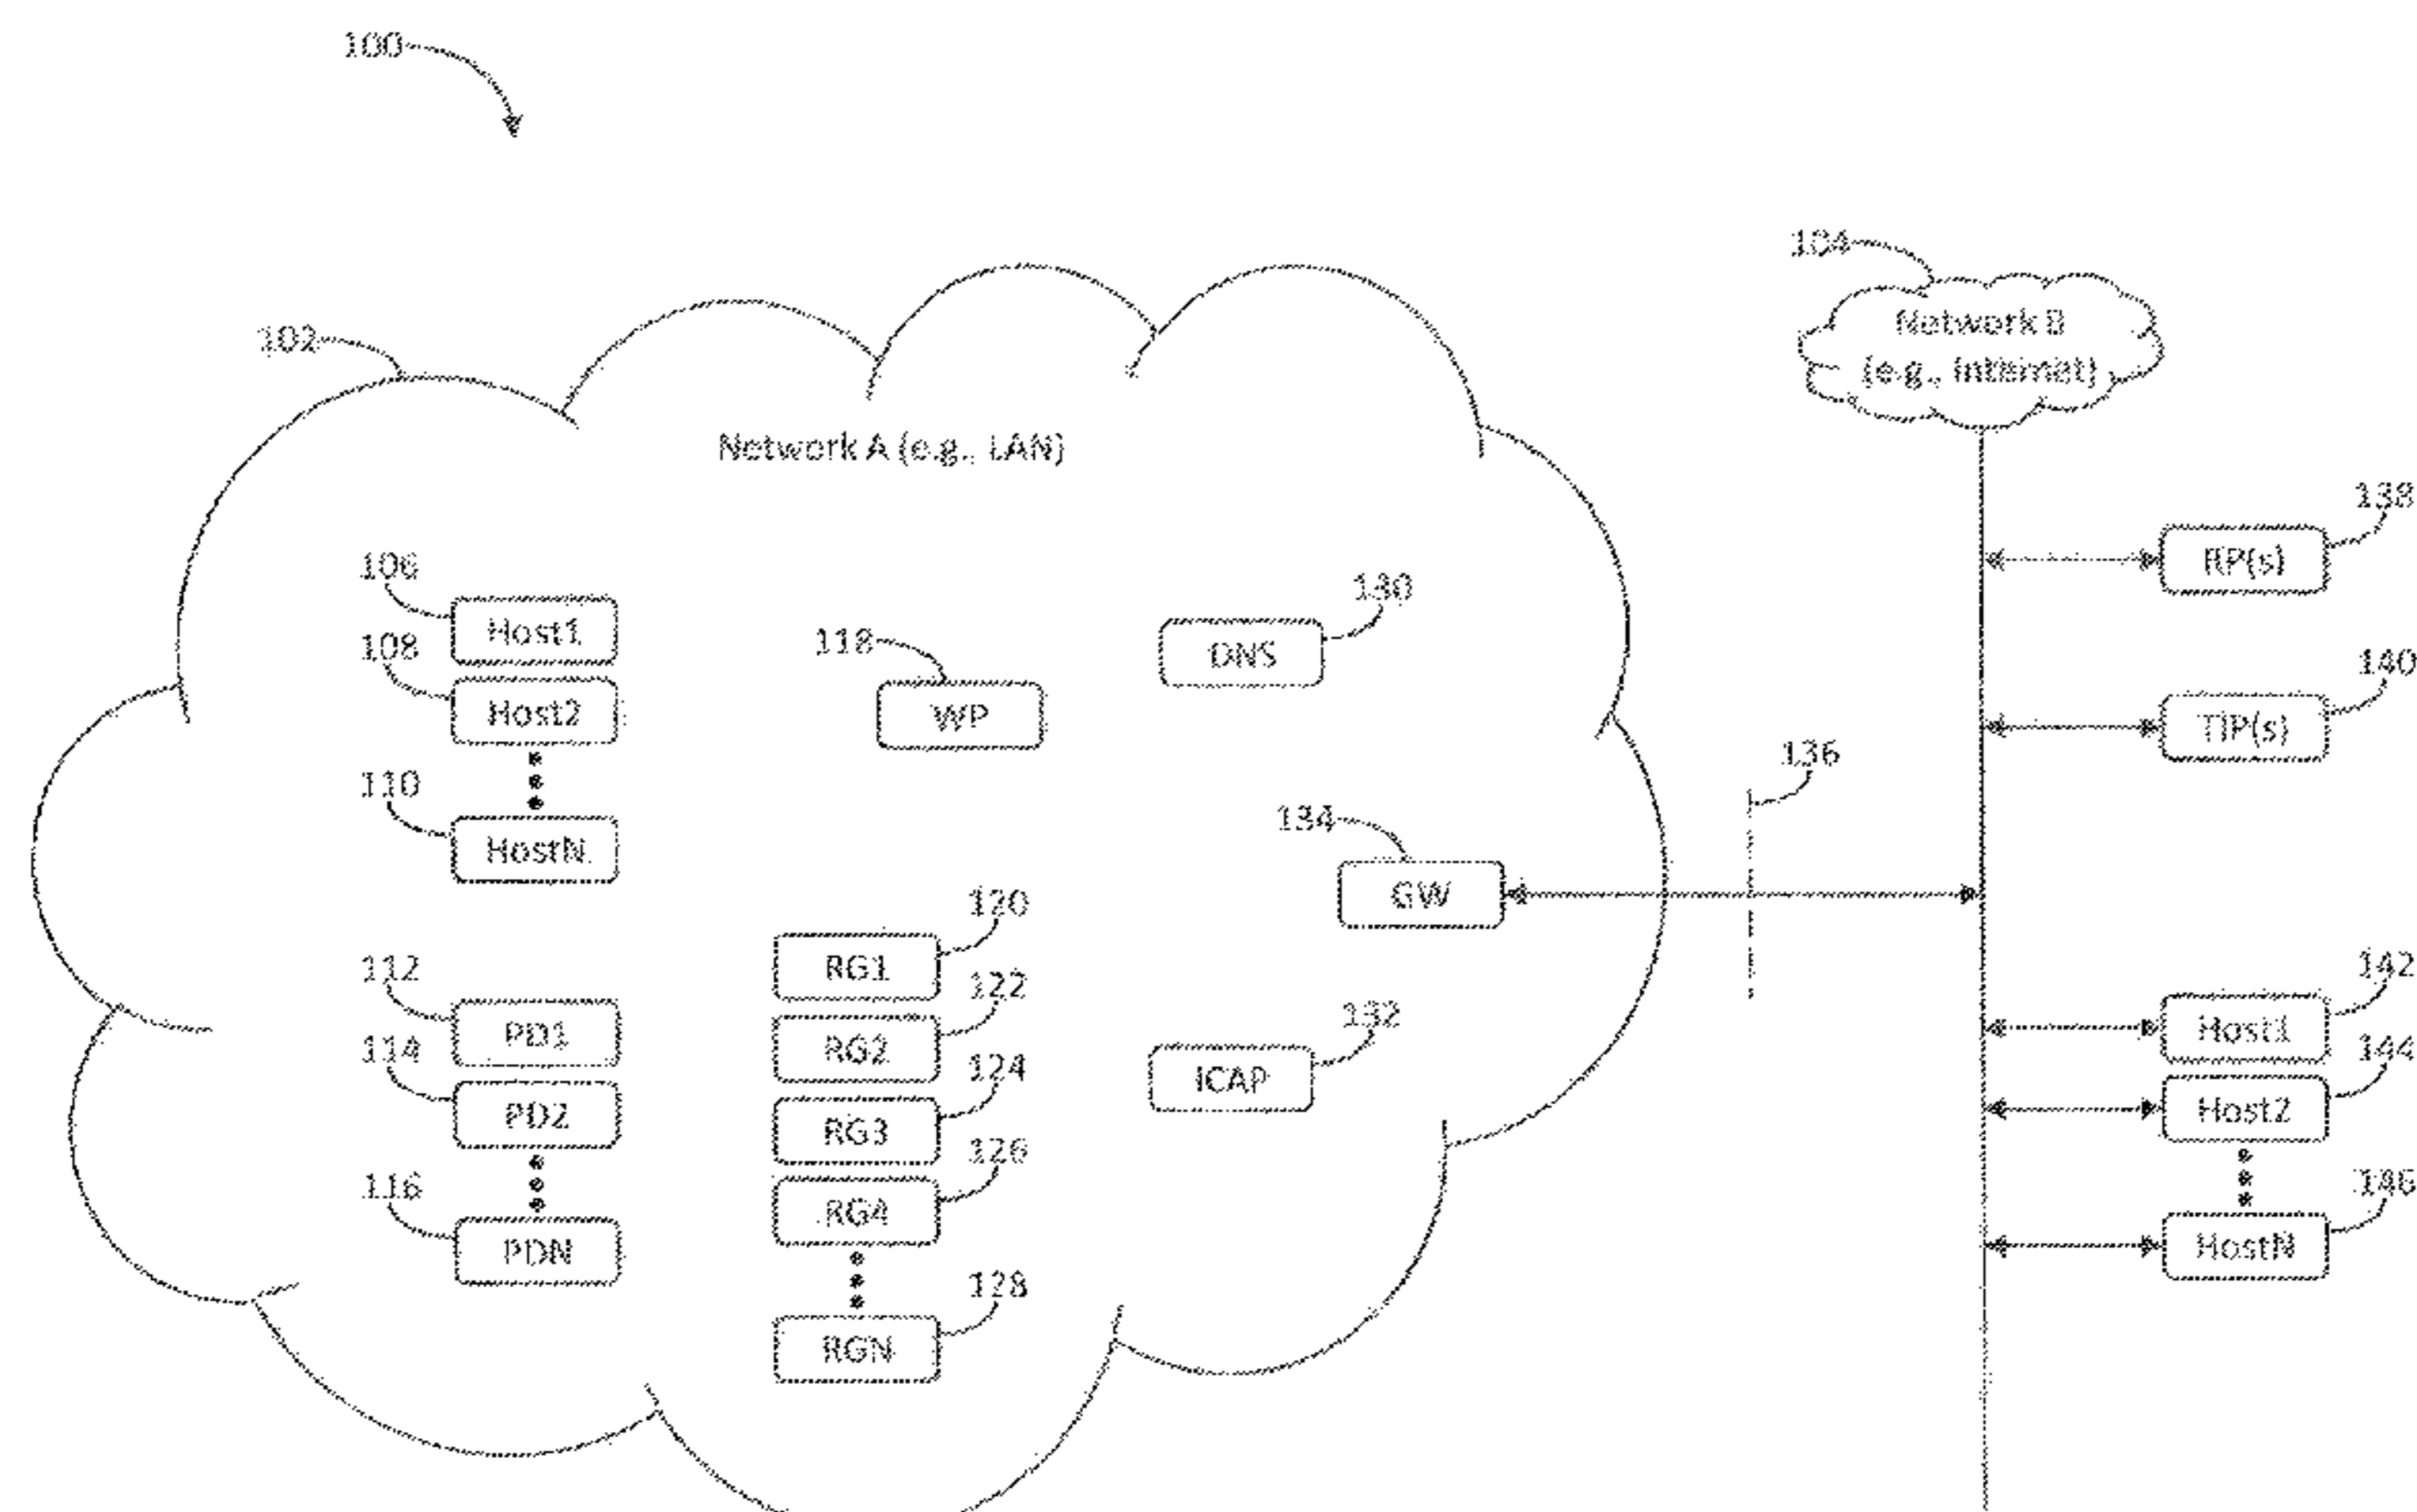 100
104
Network B
(e.g., Internet)
102
Network A (e.g., LAN)
138
RP(s)
106
Host1
130
DNS
108
Host2
118
WP
140
TIP(s)
136
110
HostN
134
GW
120
RG1
112
PD1
122
RG2
132
ICAP
142
Host1
114
PD2
124
RG3
144
Host2
126
RG4
116
PDN
146
HostN
128
RGN